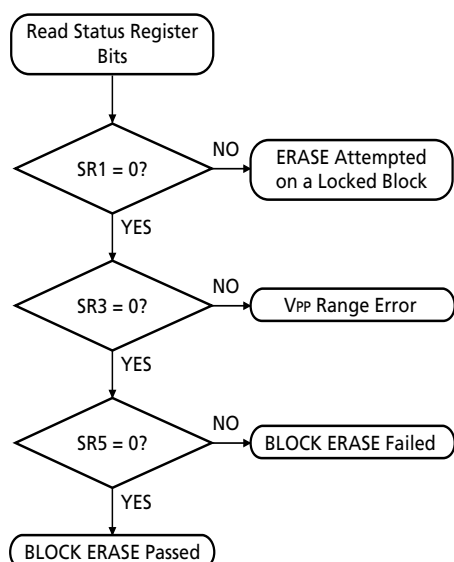 Read Status Register
Bits
SR1 = 0?
NO
ERASE Attempted
on a Locked Block
YES
SR3 = 0?
NO
VPP Range Error
YES
SR5 = 0?
NO
BLOCK ERASE Failed
YES
BLOCK ERASE Passed